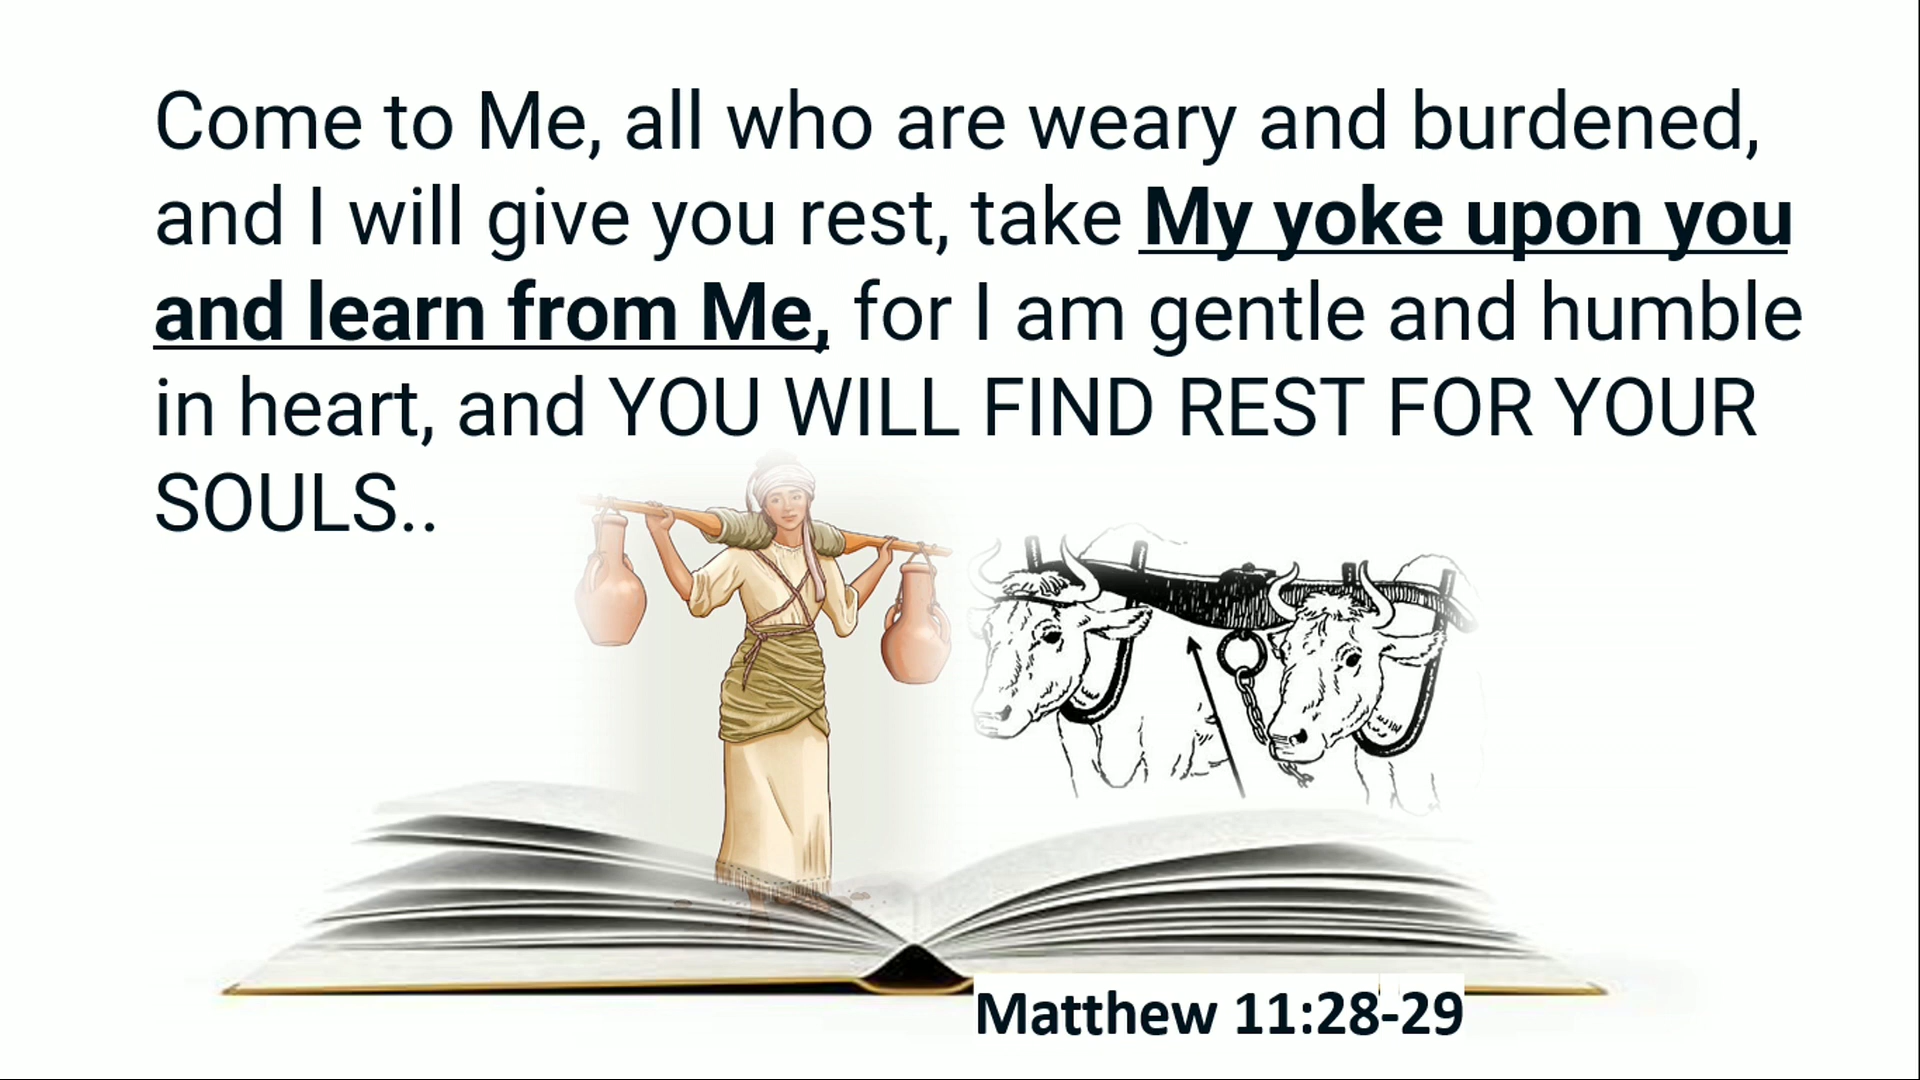 Come to Me, all who are weary and burdened,
and I will give you rest, take My yoke upon you
and learn from Me, for I am gentle and humble
in heart, and YOU WILL FIND REST FOR YOUR
SOULS..
Matthew 11:28-29